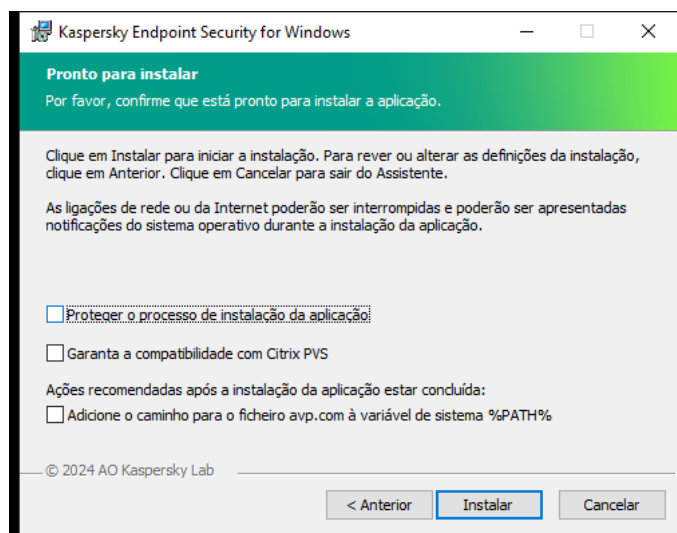 Kaspersky Endpoint Security for Windows
Pronto para instalar
Por favor, confirme que está pronto para instalar a aplicação.
Clique em Instalar para iniciar a instalação. Para rever ou alterar as definições da instalação,
clique em Anterior. Clique em Cancelar para sair do Assistente.
As ligações de rede ou da Internet poderão ser interrompidas e poderão ser apresentadas
notificações do sistema operativo durante a instalação da aplicação.
Proteger o processo de instalação da aplicação
Garanta a compatibilidade com Citrix PVS
Ações recomendadas após a instalação da aplicação estar concluída:
Adicione o caminho para o ficheiro avp.com à variável de sistema %PATH%
© 2024 AO Kaspersky Lab
< Anterior
Instalar
Cancelar